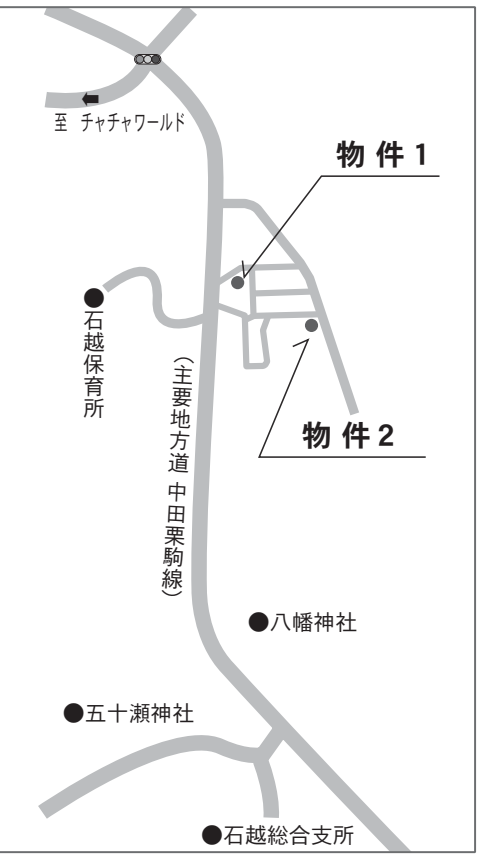 至 チャチャワールド
物件1
石越保育所
(主要地方道 中田栗駒線)
物件2
八幡神社
五十瀬神社
石越総合支所